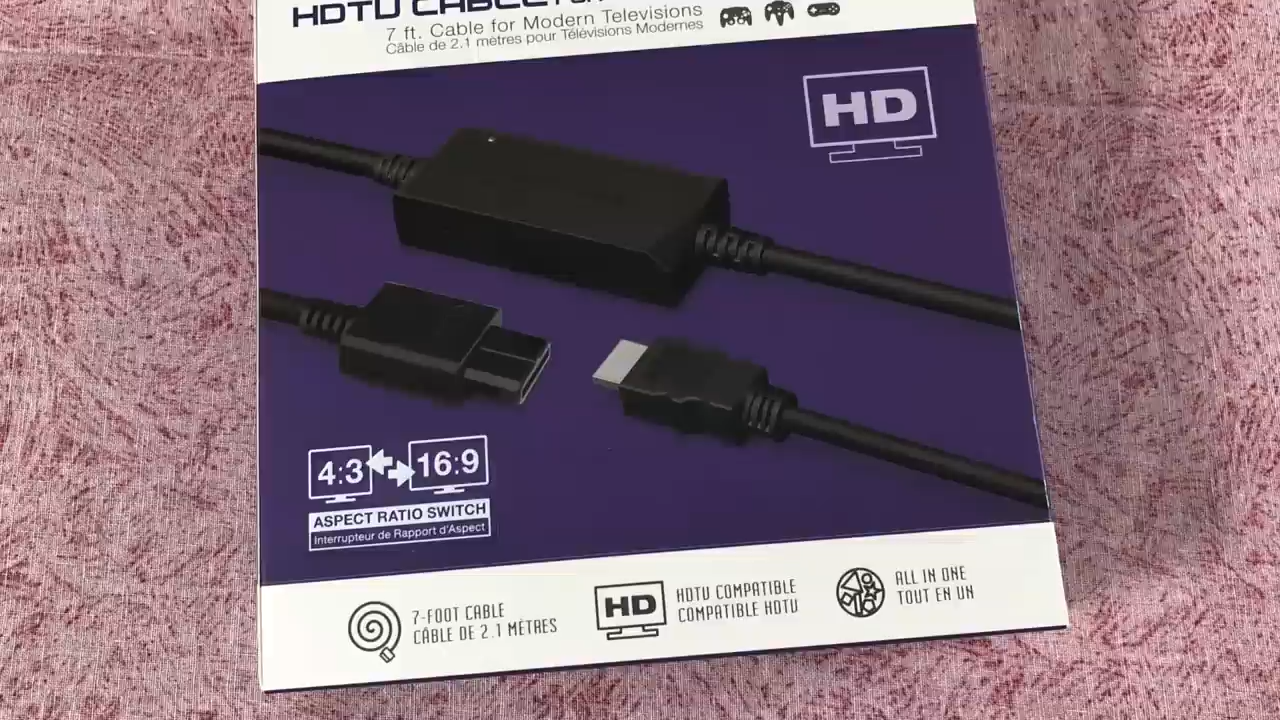 HDTV CABLE
7 ft. Cable for Modern Televisions
Câble de 2.1 mètres pour Télévisions Modernes
HD
4:3 16:9
ASPECT RATIO SWITCH
Interrupteur de Rapport d'Aspect
7-FOOT CABLE
CÂBLE DE 2.1 MÈTRES
HD
HDTV COMPATIBLE
COMPATIBLE HDTV
ALL IN ONE
TOUT EN UN